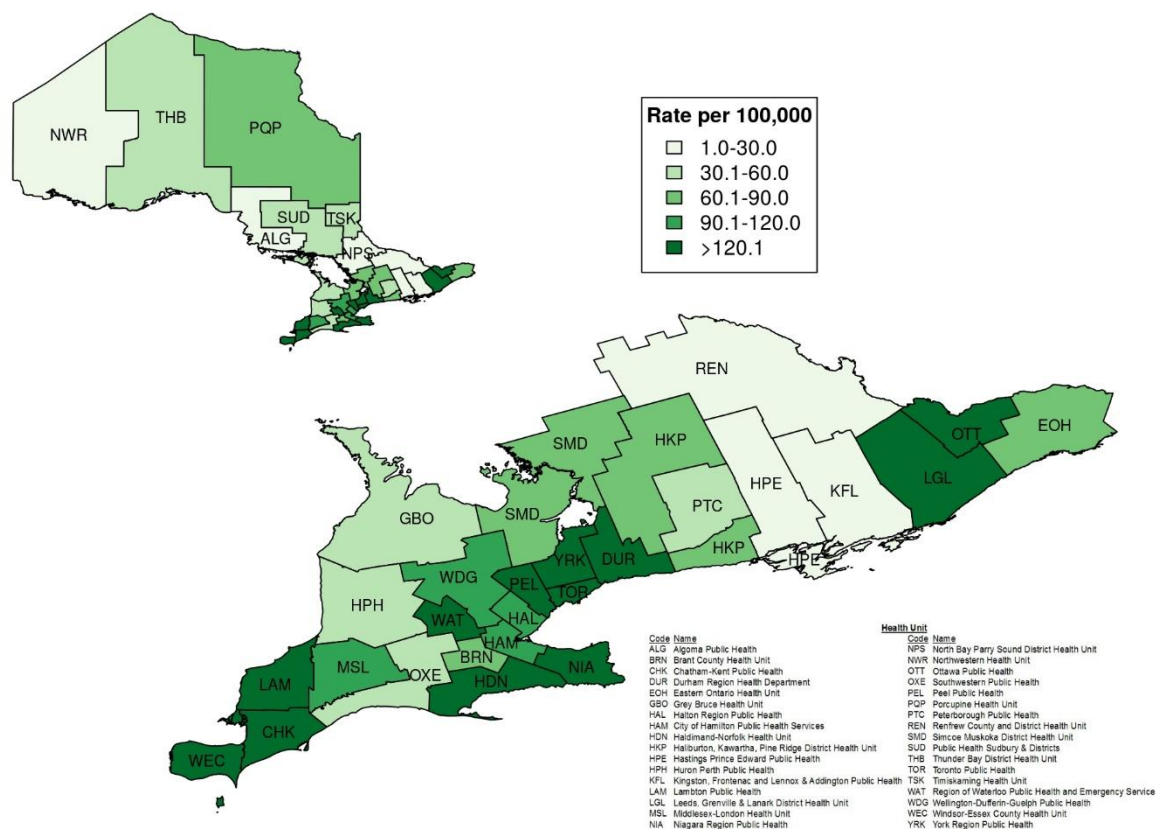 NWR
THB
PQP
SUD
TSK
ALG
NPS
Rate per 100,000
1.0-30.0
30.1-60.0
60.1-90.0
90.1-120.0
>120.1
REN
SMD
HKP
OTT
EOH
HPE
KFL
LGL
PTC
GBO
SMD
HKP
HPE
YRK
DUR
WDG
PEL
TOR
HPH
WAT
HAL
HAM
MSL
BRN
OXE
NIA
LAM
HDN
CHK
WEC
Health Unit
Code Name
ALG Algoma Public Health
BRN Brant County Health Unit
CHK Chatham-Kent Public Health
DUR Durham Region Health Department
EOH Eastern Ontario Health Unit
GBO Grey Bruce Health Unit
HAL Halton Region Public Health
HAM City of Hamilton Public Health Services
HDN Haldimand-Norfolk Health Unit
HKP Haliburton, Kawartha, Pine Ridge District Health Unit
HPE Hastings Prince Edward Public Health
HPH Huron Perth Public Health
KFL Kingston, Frontenac and Lennox & Addington Public Health
LAM Lambton Public Health
LGL Leeds, Grenville & Lanark District Health Unit
MSL Middlesex-London Health Unit
NIA Niagara Region Public Health
Code Name
NPS North Bay Parry Sound District Health Unit
NWR Northwestern Health Unit
OTT Ottawa Public Health
OXE Southwestern Public Health
PEL Peel Public Health
PQP Porcupine Health Unit
PTC Peterborough Public Health
REN Renfrew County and District Health Unit
SMD Simcoe Muskoka District Health Unit
SUD Public Health Sudbury & Districts
THB Thunder Bay District Health Unit
TOR Toronto Public Health
TSK Timiskaming Health Unit
WAT Region of Waterloo Public Health and Emergency Service
WDG Wellington-Dufferin-Guelph Public Health
WEC Windsor-Essex County Health Unit
YRK York Region Public Health